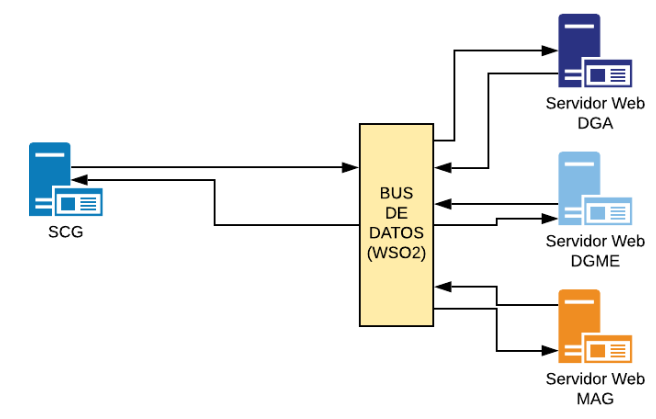 SCG
BUS
DE
DATOS
(WSO2)
Servidor Web
DGA
Servidor Web
DGME
Servidor Web
MAG